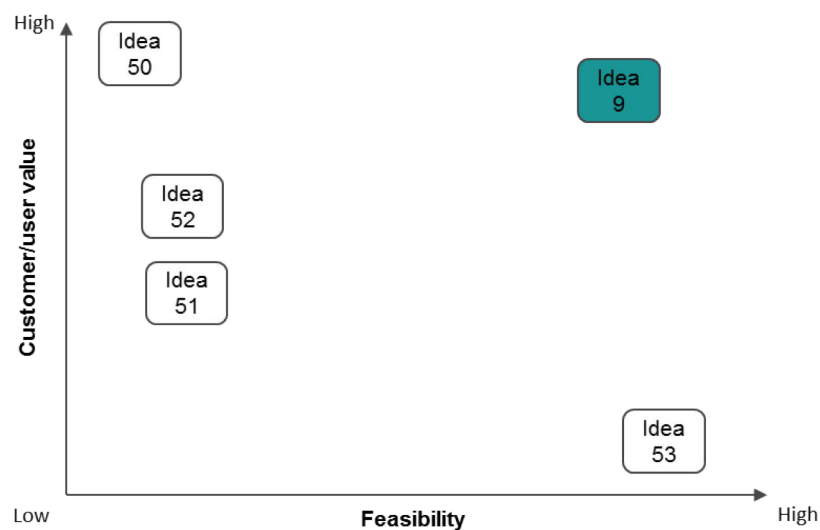 High
Idea
50
Idea
9
Idea
52
Idea
51
Customer/user value
Idea
53
Low
Feasibility
High